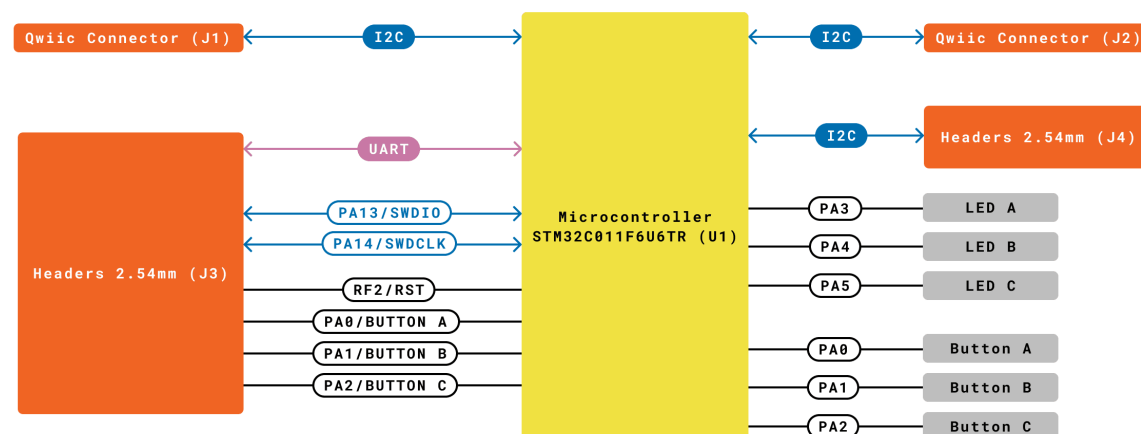 Qwiic Connector (J1)
I2C
I2C
Qwiic Connector (J2)
UART
I2C
Headers 2.54mm (J4)
PA13/SWDIO
PA14/SWDCLK
Headers 2.54mm (J3)
RF2/RST
PA0/BUTTON A
PA1/BUTTON B
PA2/BUTTON C
Microcontroller
STM32C011F6U6TR (U1)
PA3
LED A
PA4
LED B
PA5
LED C
PA0
Button A
PA1
Button B
PA2
Button C